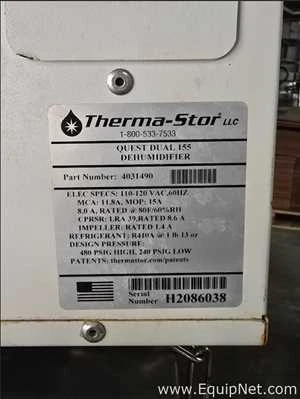 Therma-Stor LLC
1-800-533-7533
QUEST DUAL 155
DEHUMIDIFIER
Part Number: 4031490
ELEC SPECS: 110-120 VAC, 60HZ
MCA: 11.8A, MOP: 15A
8.0 A, RATED @ 80F/60%RH
CPRSR: LRA 39, RATED 8.6 A
IMPELLER: RATED 1.4 A
REFRIGERANT: R410A @ 1 lb 13 oz
DESIGN PRESSURE:
480 PSIG HIGH, 240 PSIG LOW
PATENTS: thermastor.com/patents
Serial
Number H2086038
www.EquipNet.com